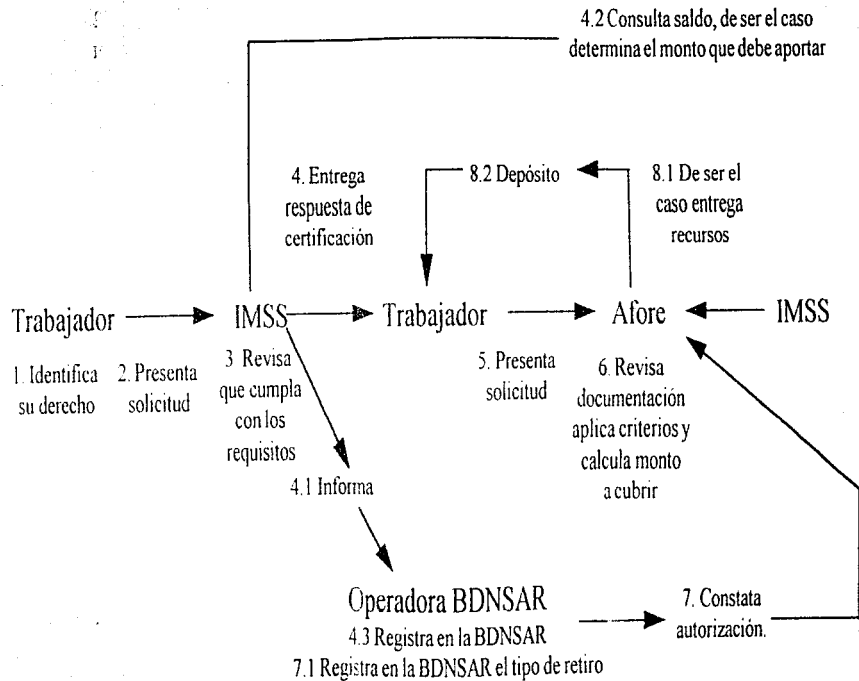 4.2 Consulta saldo, de ser el caso
determina el monto que debe aportar
4. Entrega
respuesta de
certificación
8.2 Depósito
8.1 De ser el
caso entrega
recursos
Trabajador
IMSS
Trabajador
Afore
IMSS
1. Identifica
su derecho
2. Presenta
solicitud
3 Revisa
que cumpla
con los
requisitos
5. Presenta
solicitud
6. Revisa
documentación
aplica criterios y
calcula monto
a cubrir
4.1 Informa
Operadora BDNSAR
4.3 Registra en la BDNSAR
7.1 Registra en la BDNSAR el tipo de retiro
7. Constata
autorización.